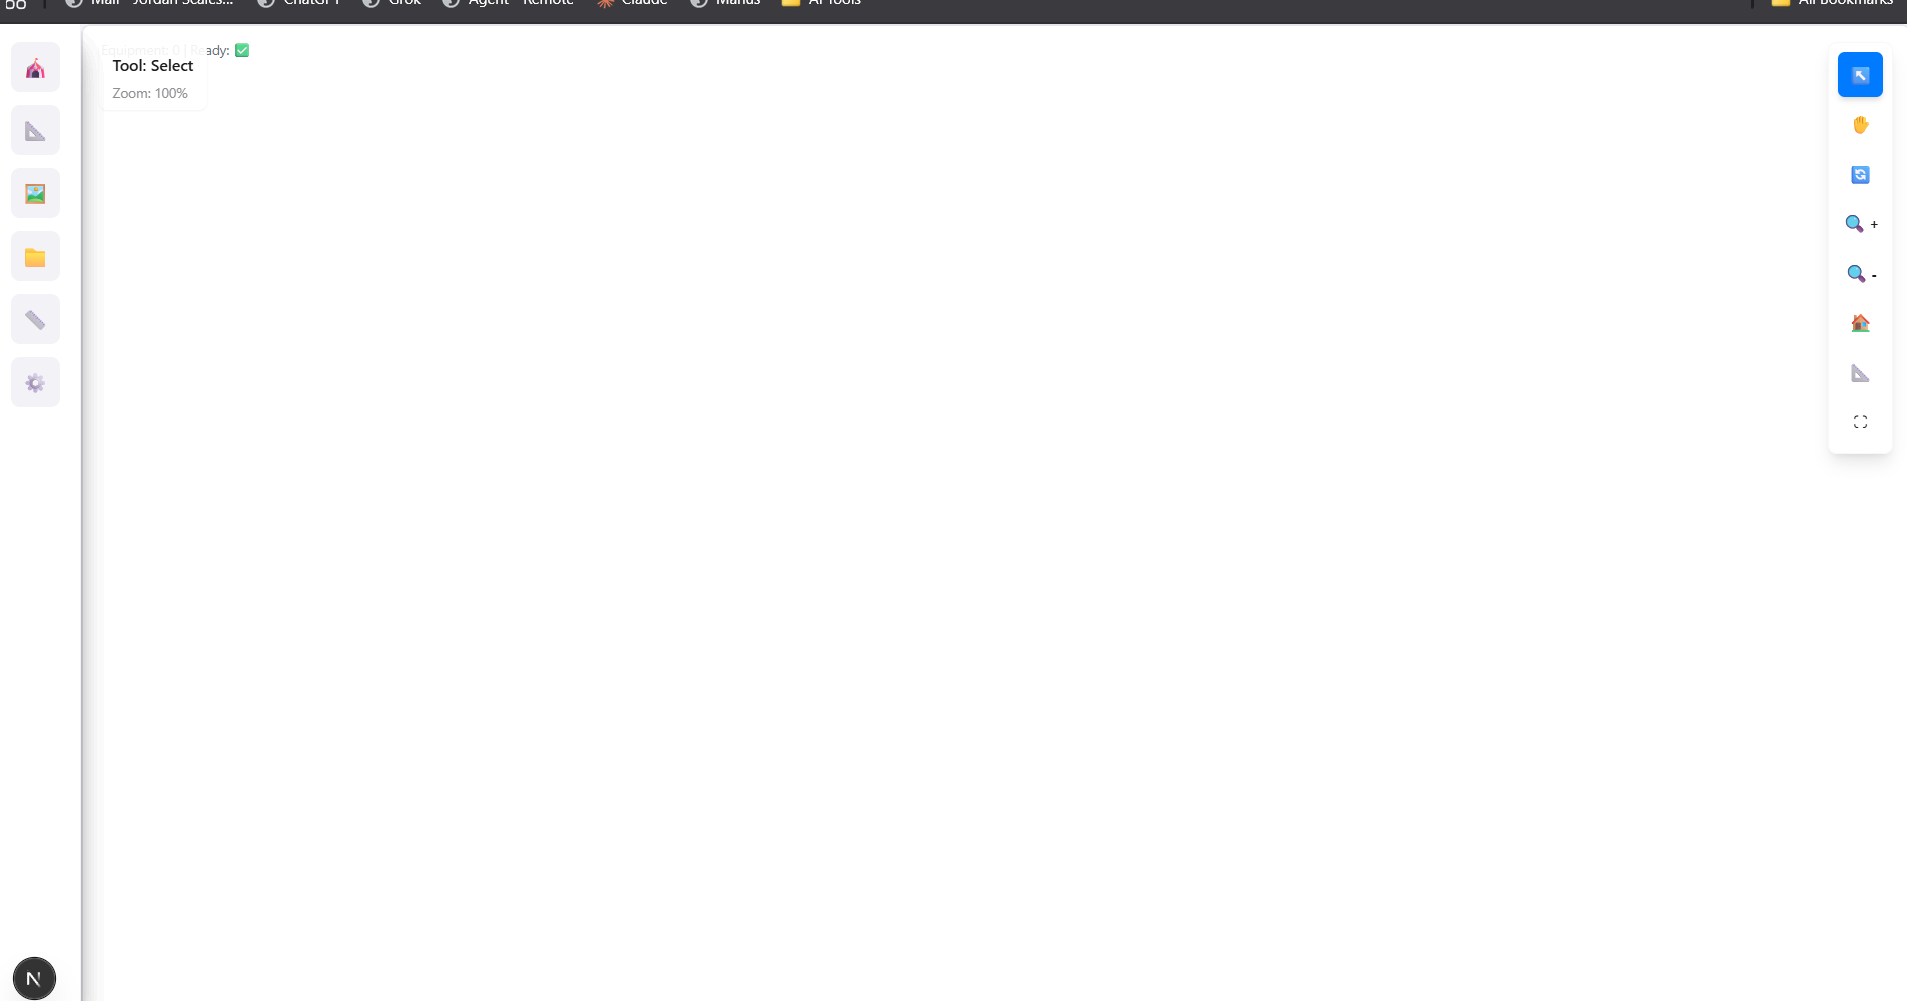 Mail - Jordan Scales...
ChatGPT
Grok
Agent - Remote
Claude
Manus
AI Tools
All Bookmarks
Equipment: 0 | Ready: ✅
Tool: Select
Zoom: 100%
+
-
N